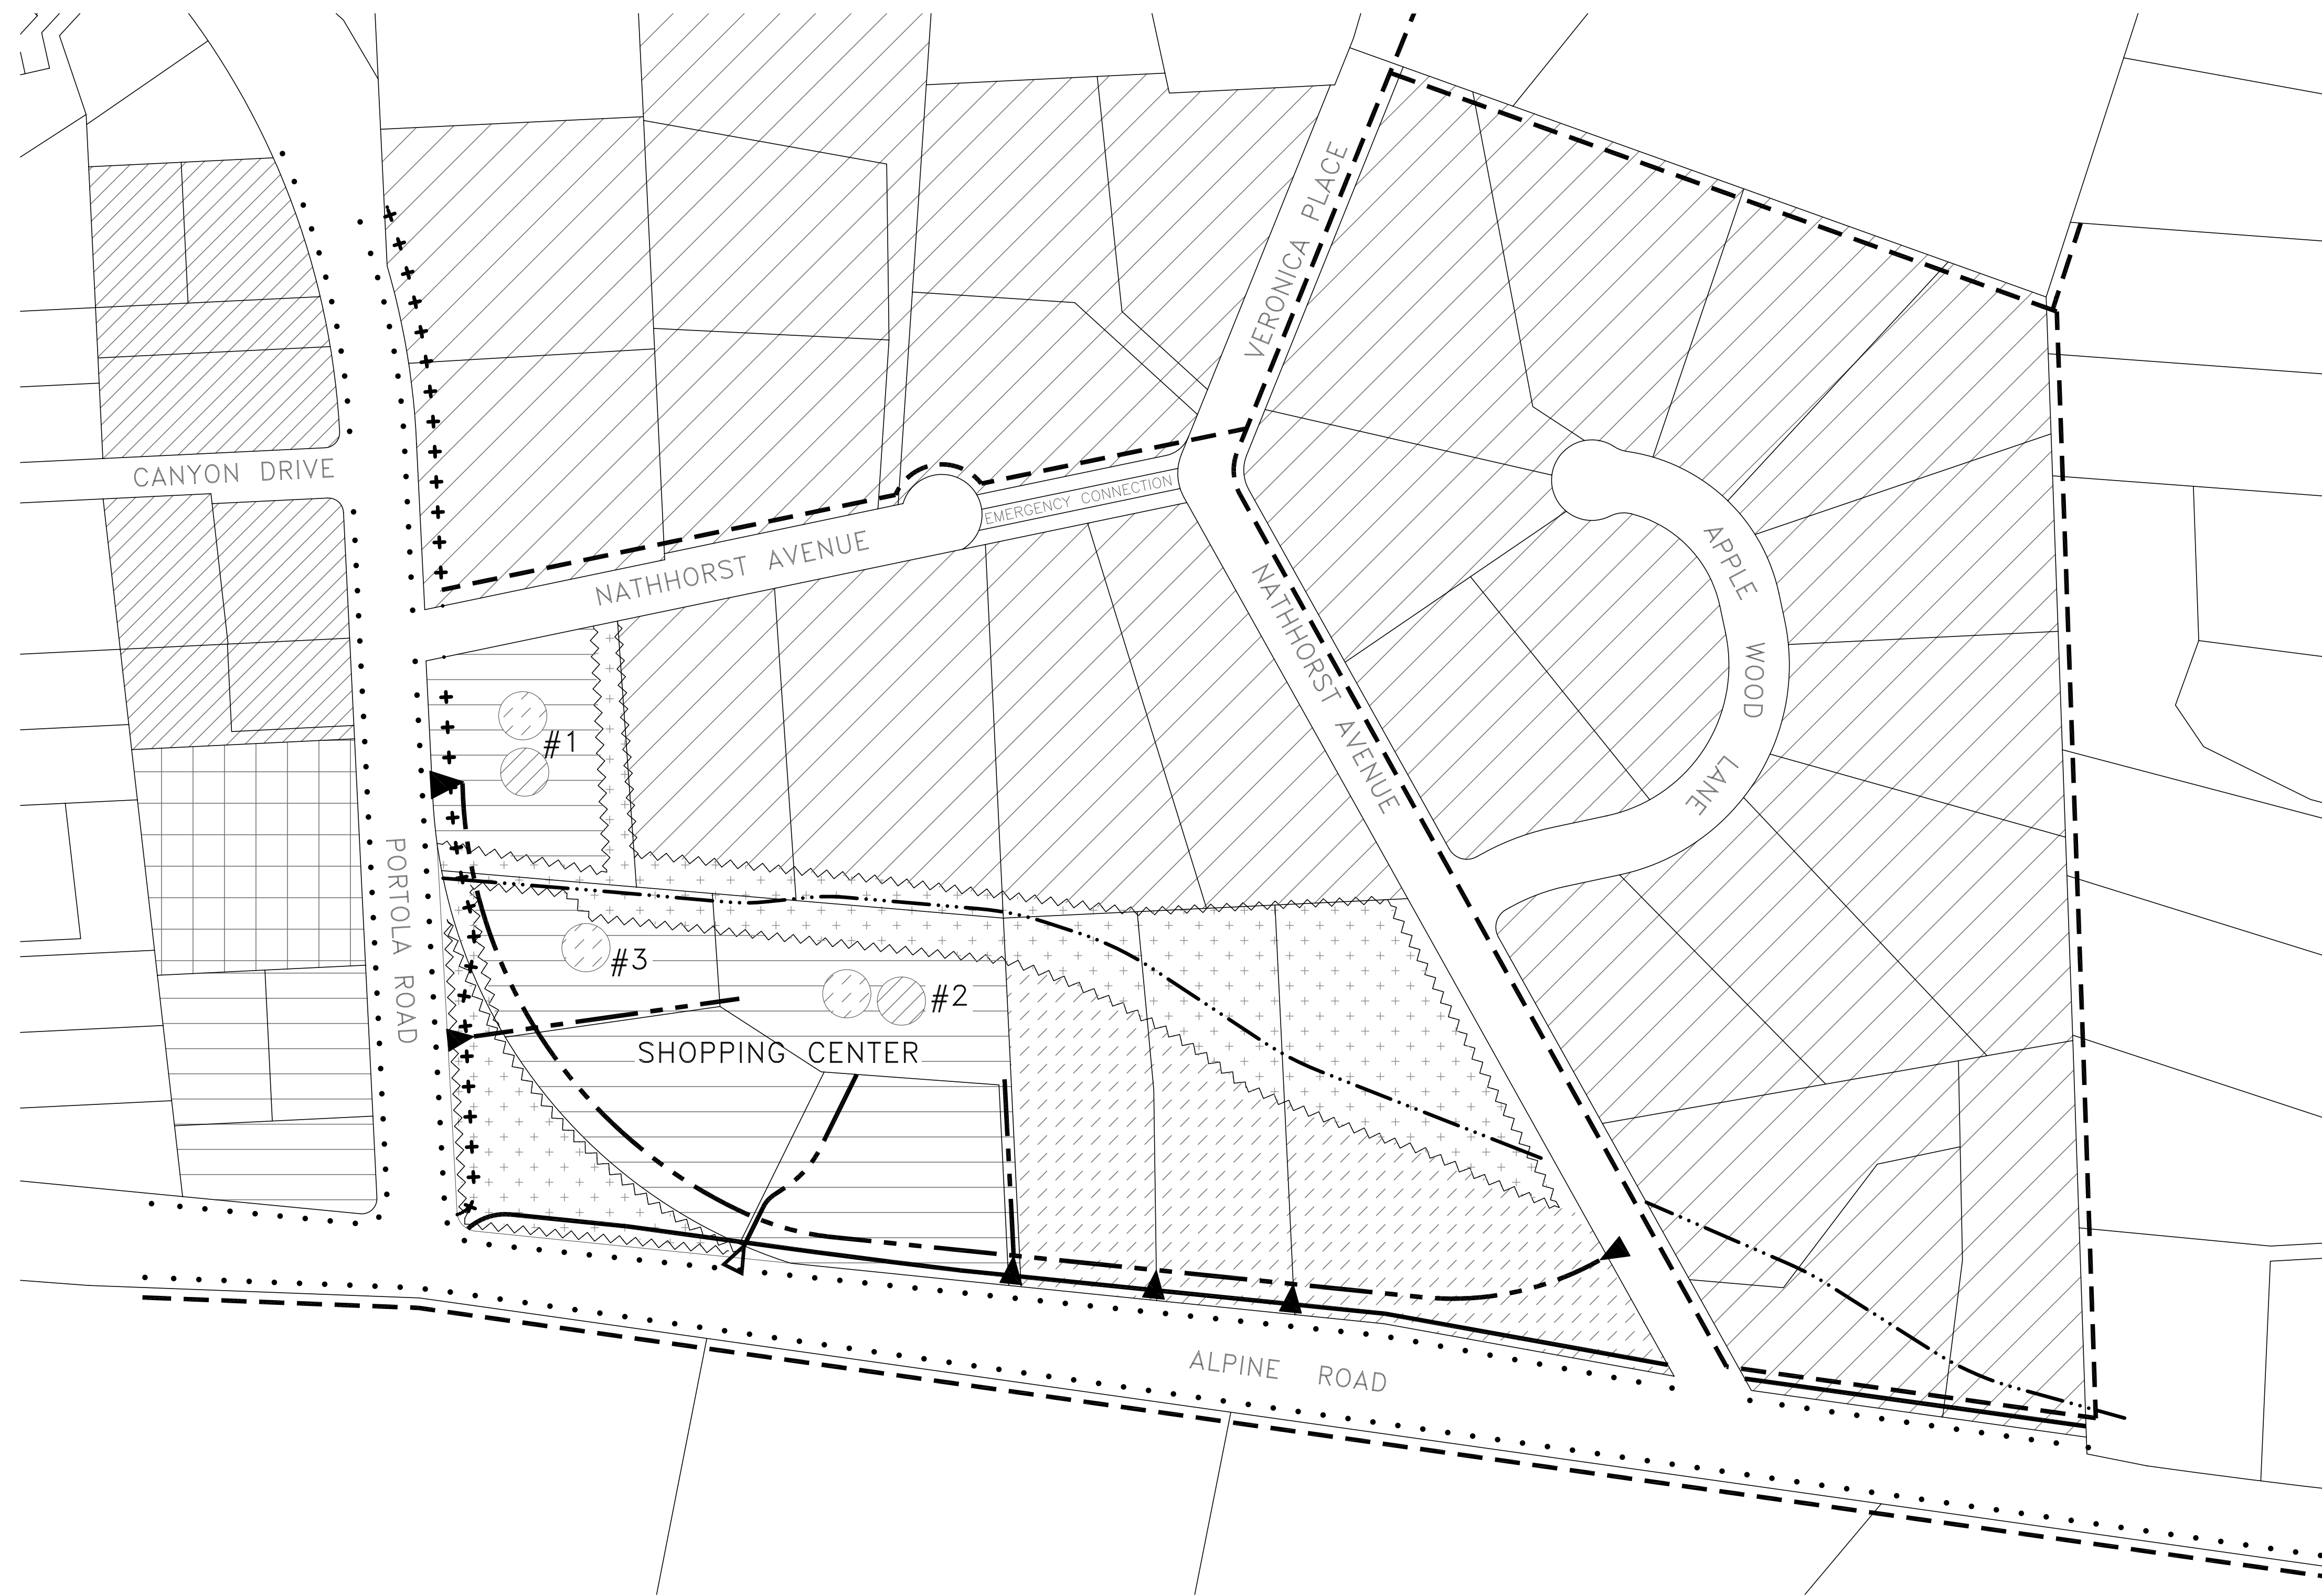 VERONICA PLACE
CANYON DRIVE
EMERGENCY CONNECTION
NATHHORST AVENUE
NATHHORST AVENUE
APPLE WOOD LANE
#1
PORTOLA ROAD
#3
#2
SHOPPING CENTER
ALPINE ROAD